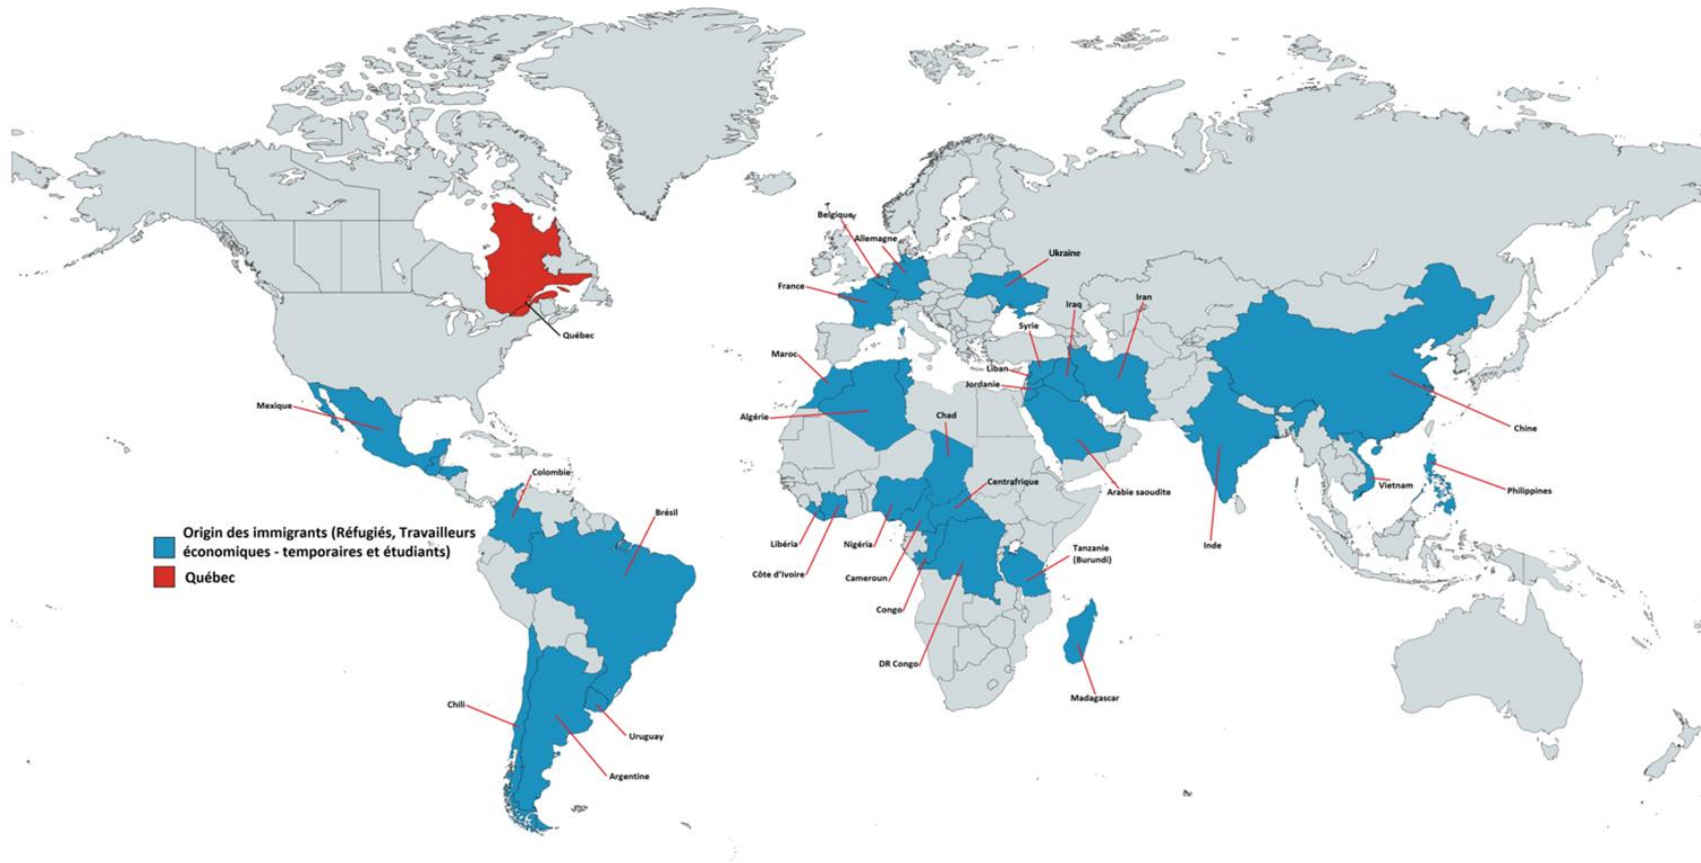 Belgique
Allemagne
Ukraine
France
Iraq
Iran
Syrie
Québec
Maroc
Liban
Jordanie
Mexique
Algérie
Chad
Chine
Colombie
Centrafrique
Arabie saoudite
Vietnam
Philippines
Brésil
Origin des immigrants (Réfugiés, Travailleurs
économiques - temporaires et étudiants)
Québec
Libéria
Nigéria
Inde
Tanzanie
(Burundi)
Côte d'Ivoire
Cameroun
Congo
DR Congo
Madagascar
Chili
Uruguay
Argentine